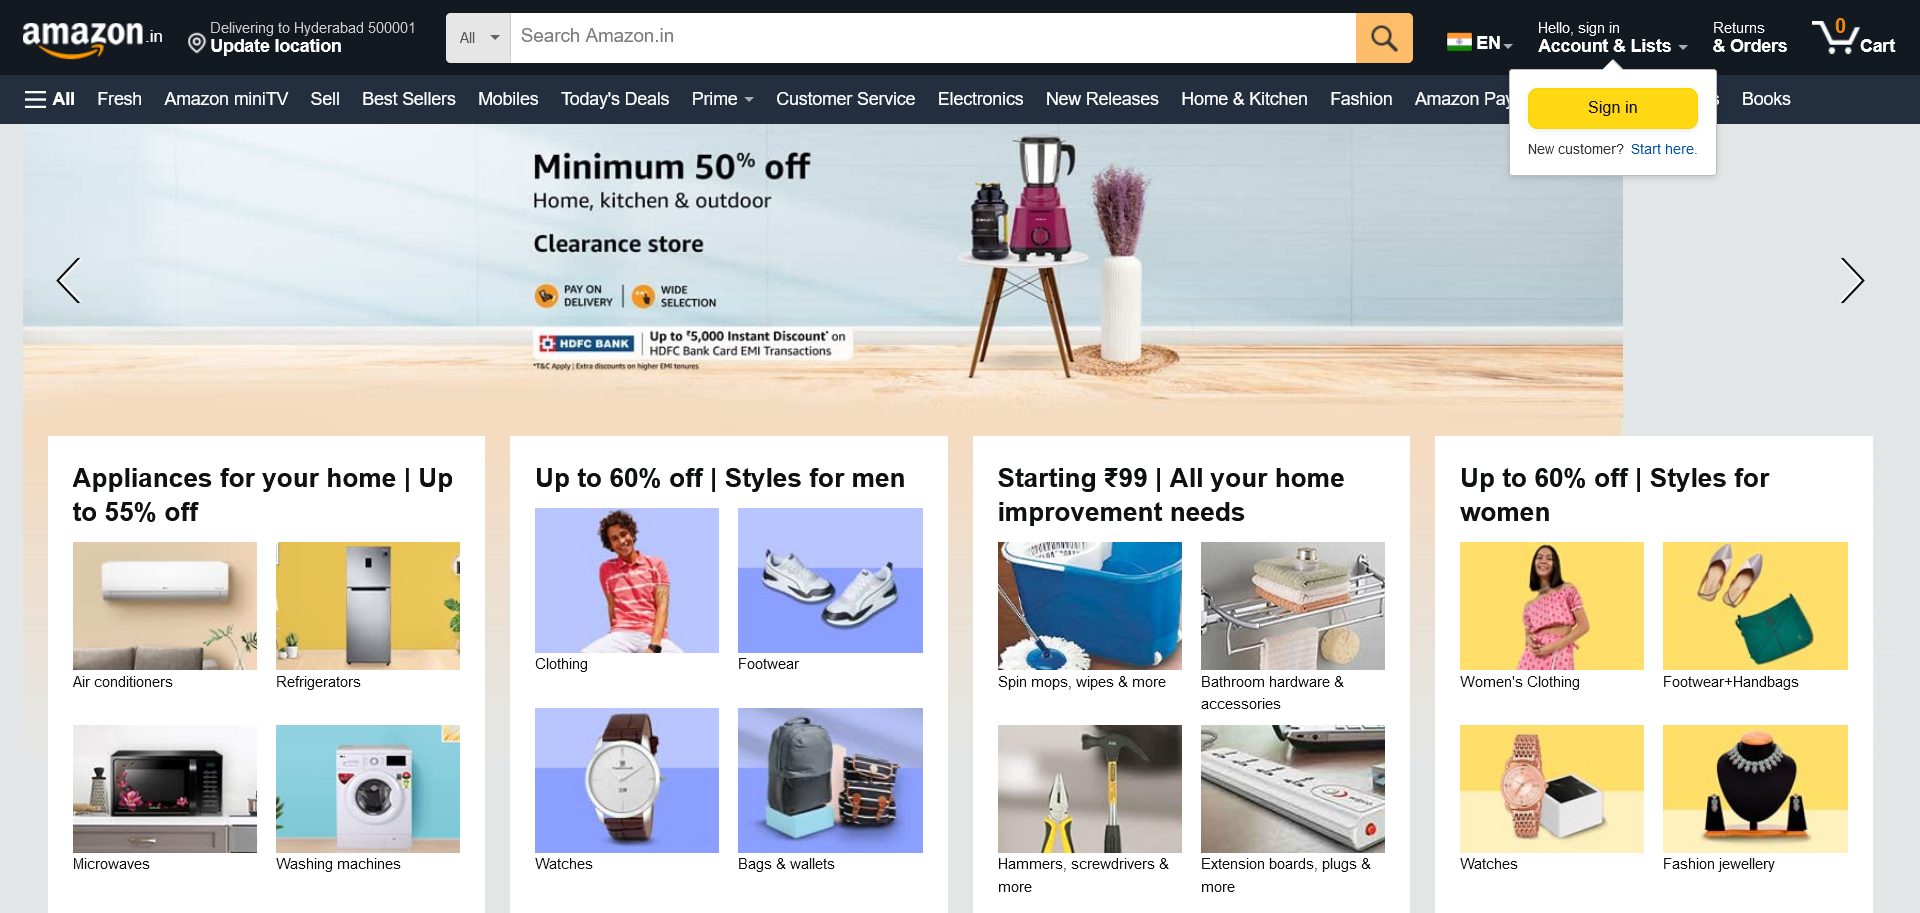 amazon.in
Delivering to Hyderabad 500001
Update location
All
Search Amazon.in
EN
Hello, sign in
Account & Lists
Returns
& Orders
0
Cart
All
Fresh
Amazon miniTV
Sell
Best Sellers
Mobiles
Today's Deals
Prime
Customer Service
Electronics
New Releases
Home & Kitchen
Fashion
Amazon Pay
Books
Sign in
New customer? Start here.
Minimum 50% off
Home, kitchen & outdoor
Clearance store
PAY ON
DELIVERY
WIDE
SELECTION
HDFC BANK
Up to ₹5,000 Instant Discount* on
HDFC Bank Card EMI Transactions
*T&C Apply | Extra discounts on higher EMI tenures
Appliances for your home | Up
to 55% off
Air conditioners
Refrigerators
Microwaves
Washing machines
Up to 60% off | Styles for men
Clothing
Footwear
Watches
Bags & wallets
Starting ₹99 | All your home
improvement needs
Spin mops, wipes & more
Bathroom hardware &
accessories
Hammers, screwdrivers &
more
Extension boards, plugs &
more
Up to 60% off | Styles for
women
Women's Clothing
Footwear+Handbags
Watches
Fashion jewellery